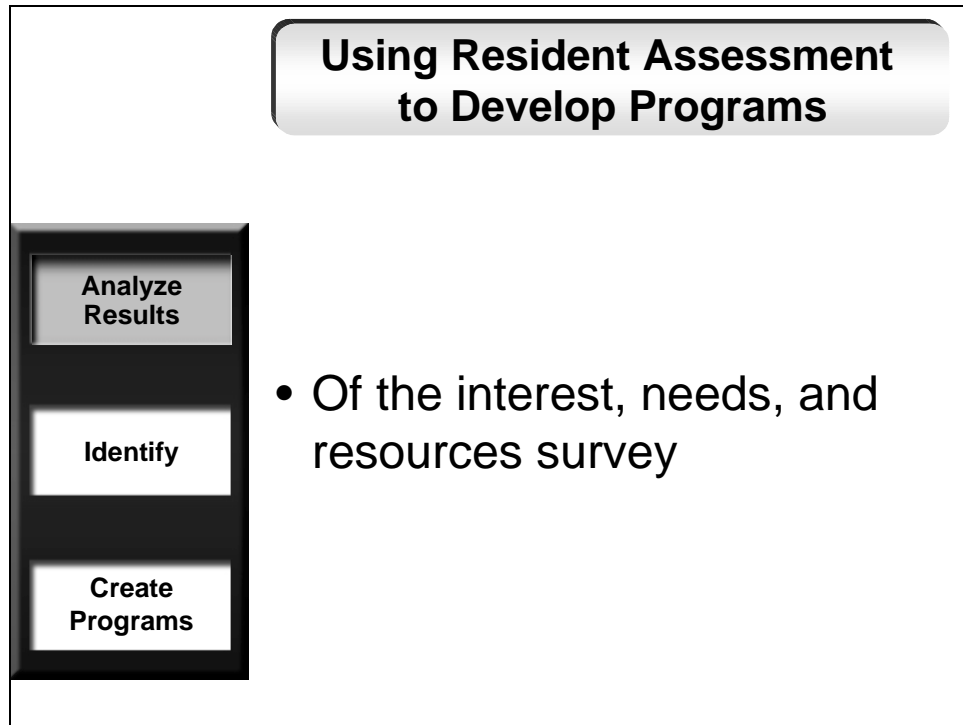 Using Resident Assessment
to Develop Programs
Analyze
Results
Identify
Create
Programs
• Of the interest, needs, and
resources survey